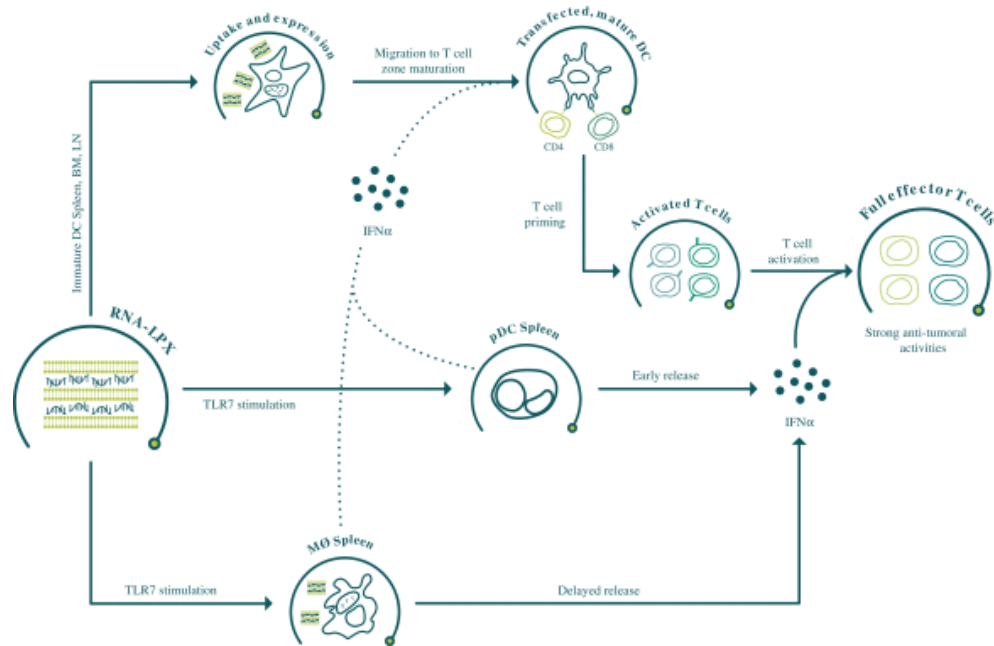 Uptake and expression
Migration to T cell
zone maturation
Transfected, mature DC
CD4
CD8
Immature DC Spleen, BM, LN
IFNα
T cell
priming
Activated T cells
T cell
activation
Full effector T cells
Strong anti-tumoral
activities
RNA-LPX
TLR7 stimulation
pDC Spleen
Early release
IFNα
TLR7 stimulation
MØ Spleen
Delayed release